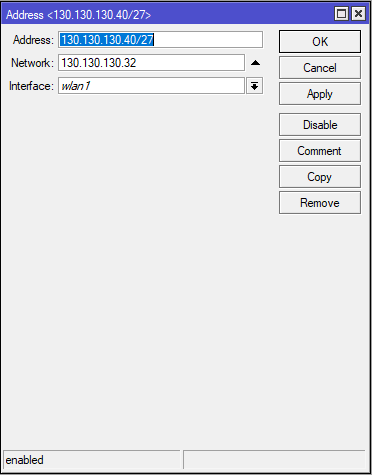 Address <130.130.130.40/27>
Address: 130.130.130.40/27
OK
Network: 130.130.130.32
Cancel
Interface: wlan1
Apply
Disable
Comment
Copy
Remove
enabled